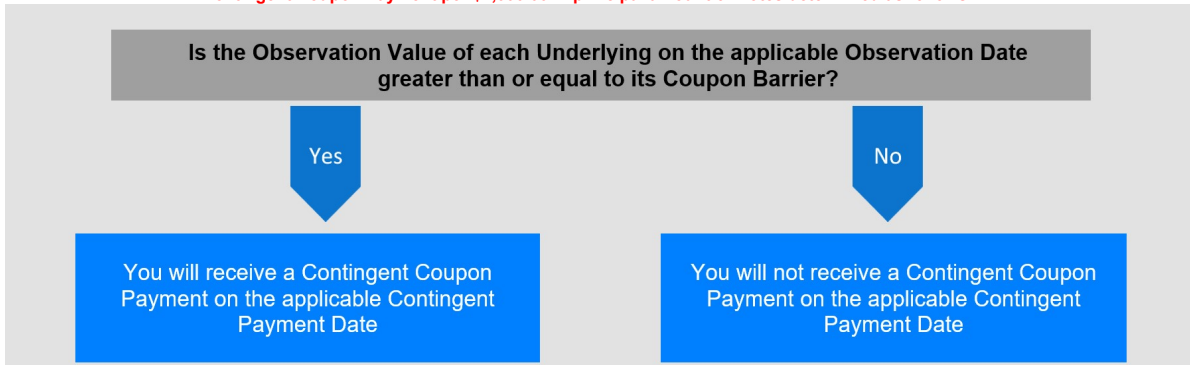 Is the Observation Value of each Underlying on the applicable Observation Date
greater than or equal to its Coupon Barrier?
Yes
No
You will receive a Contingent Coupon
Payment on the applicable Contingent
Payment Date
You will not receive a Contingent Coupon
Payment on the applicable Contingent
Payment Date